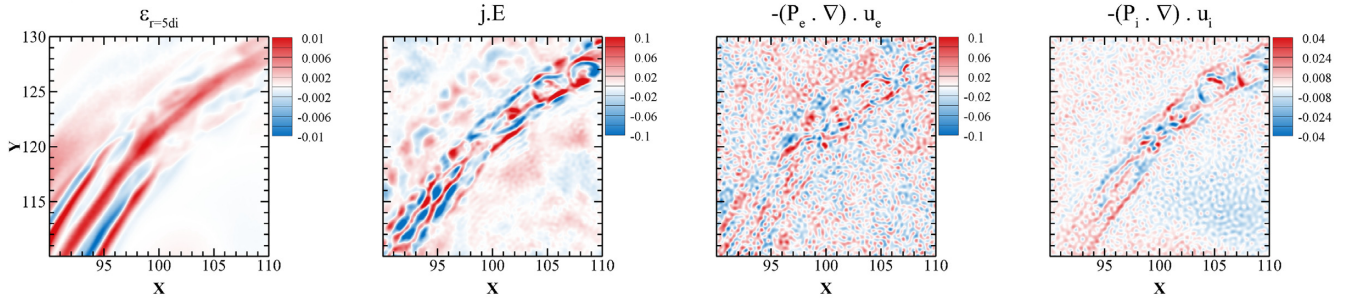 ε_{r=5di}
130
125
120
115
Y
95 100 105 110
X
0.01
0.006
0.002
-0.002
-0.006
-0.01
j.E
95 100 105 110
X
0.1
0.06
0.02
-0.02
-0.06
-0.1
-(P_e . ∇) . u_e
95 100 105 110
X
0.1
0.06
0.02
-0.02
-0.06
-0.1
-(P_i . ∇) . u_i
95 100 105 110
X
0.04
0.024
0.008
-0.008
-0.024
-0.04